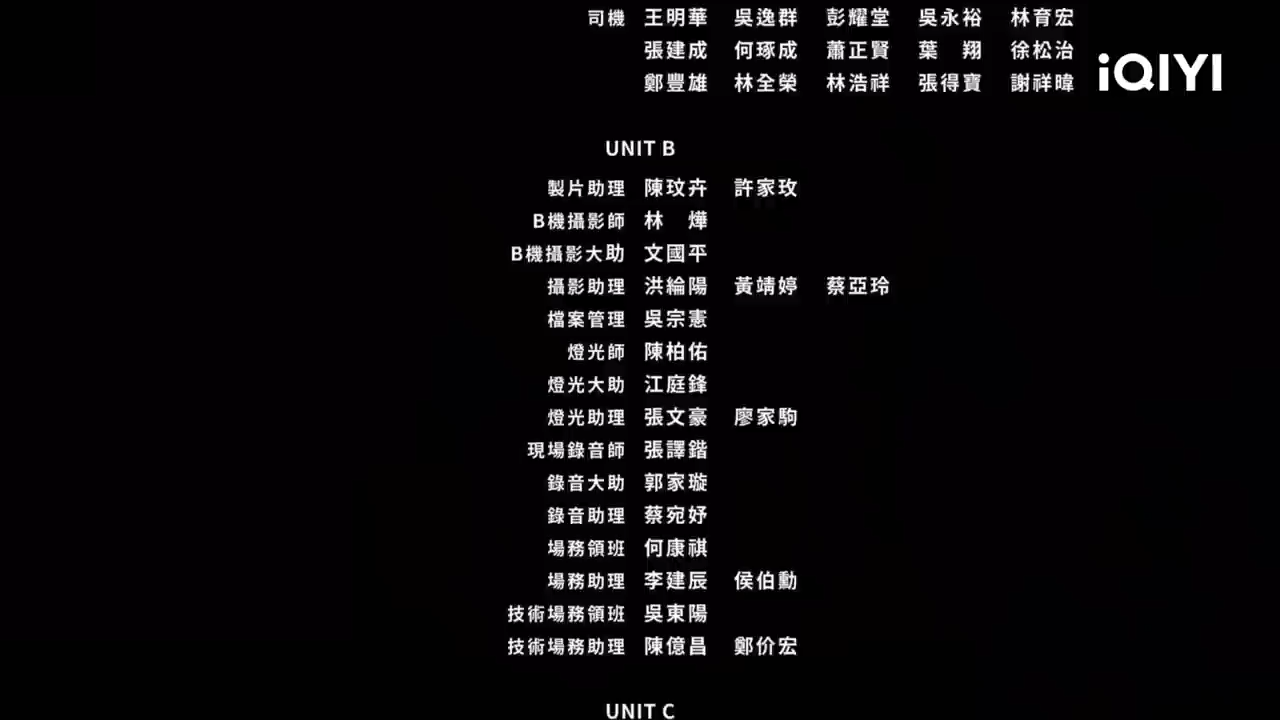 司機 王明華 吳逸群 彭耀堂 吳永裕 林育宏
張建成 何琢成 蕭正賢 葉 翔 徐松治
鄭豐雄 林全榮 林浩祥 張得寶 謝祥暐
iQIYI
UNIT B
製片助理 陳玟卉 許家玫
B機攝影師 林 燁
B機攝影大助 文國平
攝影助理 洪綸陽 黃靖婷 蔡亞玲
檔案管理 吳宗憲
燈光師 陳柏佑
燈光大助 江庭鋒
燈光助理 張文豪 廖家駒
現場錄音師 張譯鍇
錄音大助 郭家璇
錄音助理 蔡宛妤
場務領班 何康祺
場務助理 李建辰 侯伯勳
技術場務領班 吳東陽
技術場務助理 陳億昌 鄭价宏
UNIT C